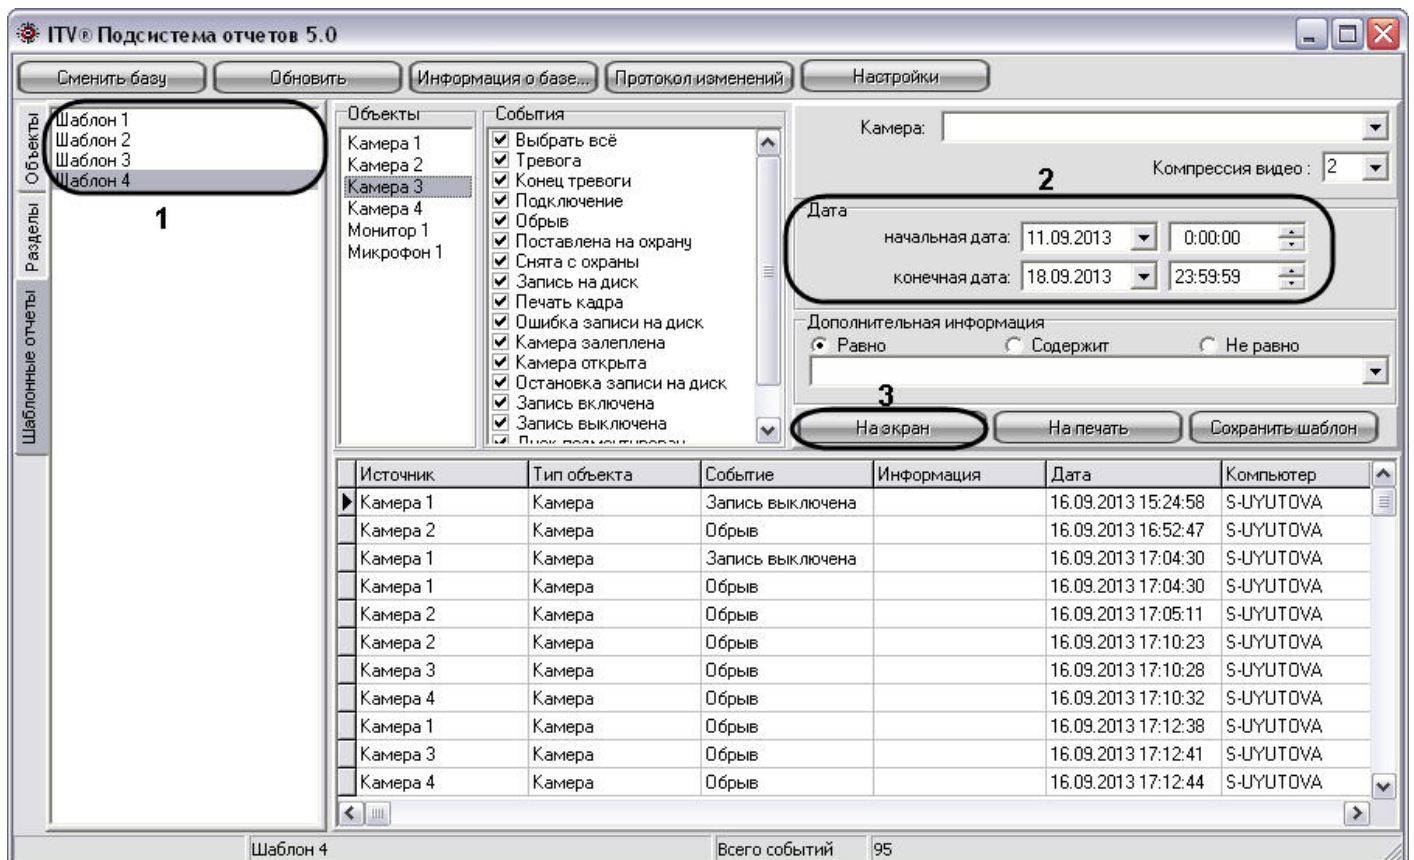 ITV® Подсистема отчетов 5.0
Сменить базу Обновить Информация о базе... Протокол изменений Настройки
Объекты
Разделы
Шаблонные отчеты
Шаблон 1
Шаблон 2
Шаблон 3
Шаблон 4
1
Объекты
Камера 1
Камера 2
Камера 3
Камера 4
Монитор 1
Микрофон 1
События
Выбрать всё
Тревога
Конец тревоги
Подключение
Обрыв
Поставлена на охрану
Снята с охраны
Запись на диск
Печать кадра
Ошибка записи на диск
Камера залеплена
Камера открыта
Остановка записи на диск
Запись включена
Запись выключена
Камера:
Компрессия видео : 2
2
Дата
начальная дата: 11.09.2013 0:00:00
конечная дата: 18.09.2013 23:59:59
Дополнительная информация
Равно Содержит Не равно
3
На экран На печать Сохранить шаблон
Источник Тип объекта Событие Информация Дата Компьютер
Камера 1 Камера Запись выключена 16.09.2013 15:24:58 S-UYUTOVA
Камера 2 Камера Обрыв 16.09.2013 16:52:47 S-UYUTOVA
Камера 1 Камера Запись выключена 16.09.2013 17:04:30 S-UYUTOVA
Камера 1 Камера Обрыв 16.09.2013 17:04:30 S-UYUTOVA
Камера 2 Камера Обрыв 16.09.2013 17:05:11 S-UYUTOVA
Камера 2 Камера Обрыв 16.09.2013 17:10:23 S-UYUTOVA
Камера 3 Камера Обрыв 16.09.2013 17:10:28 S-UYUTOVA
Камера 4 Камера Обрыв 16.09.2013 17:10:32 S-UYUTOVA
Камера 1 Камера Обрыв 16.09.2013 17:12:38 S-UYUTOVA
Камера 3 Камера Обрыв 16.09.2013 17:12:41 S-UYUTOVA
Камера 4 Камера Обрыв 16.09.2013 17:12:44 S-UYUTOVA
Шаблон 4 Всего событий 95